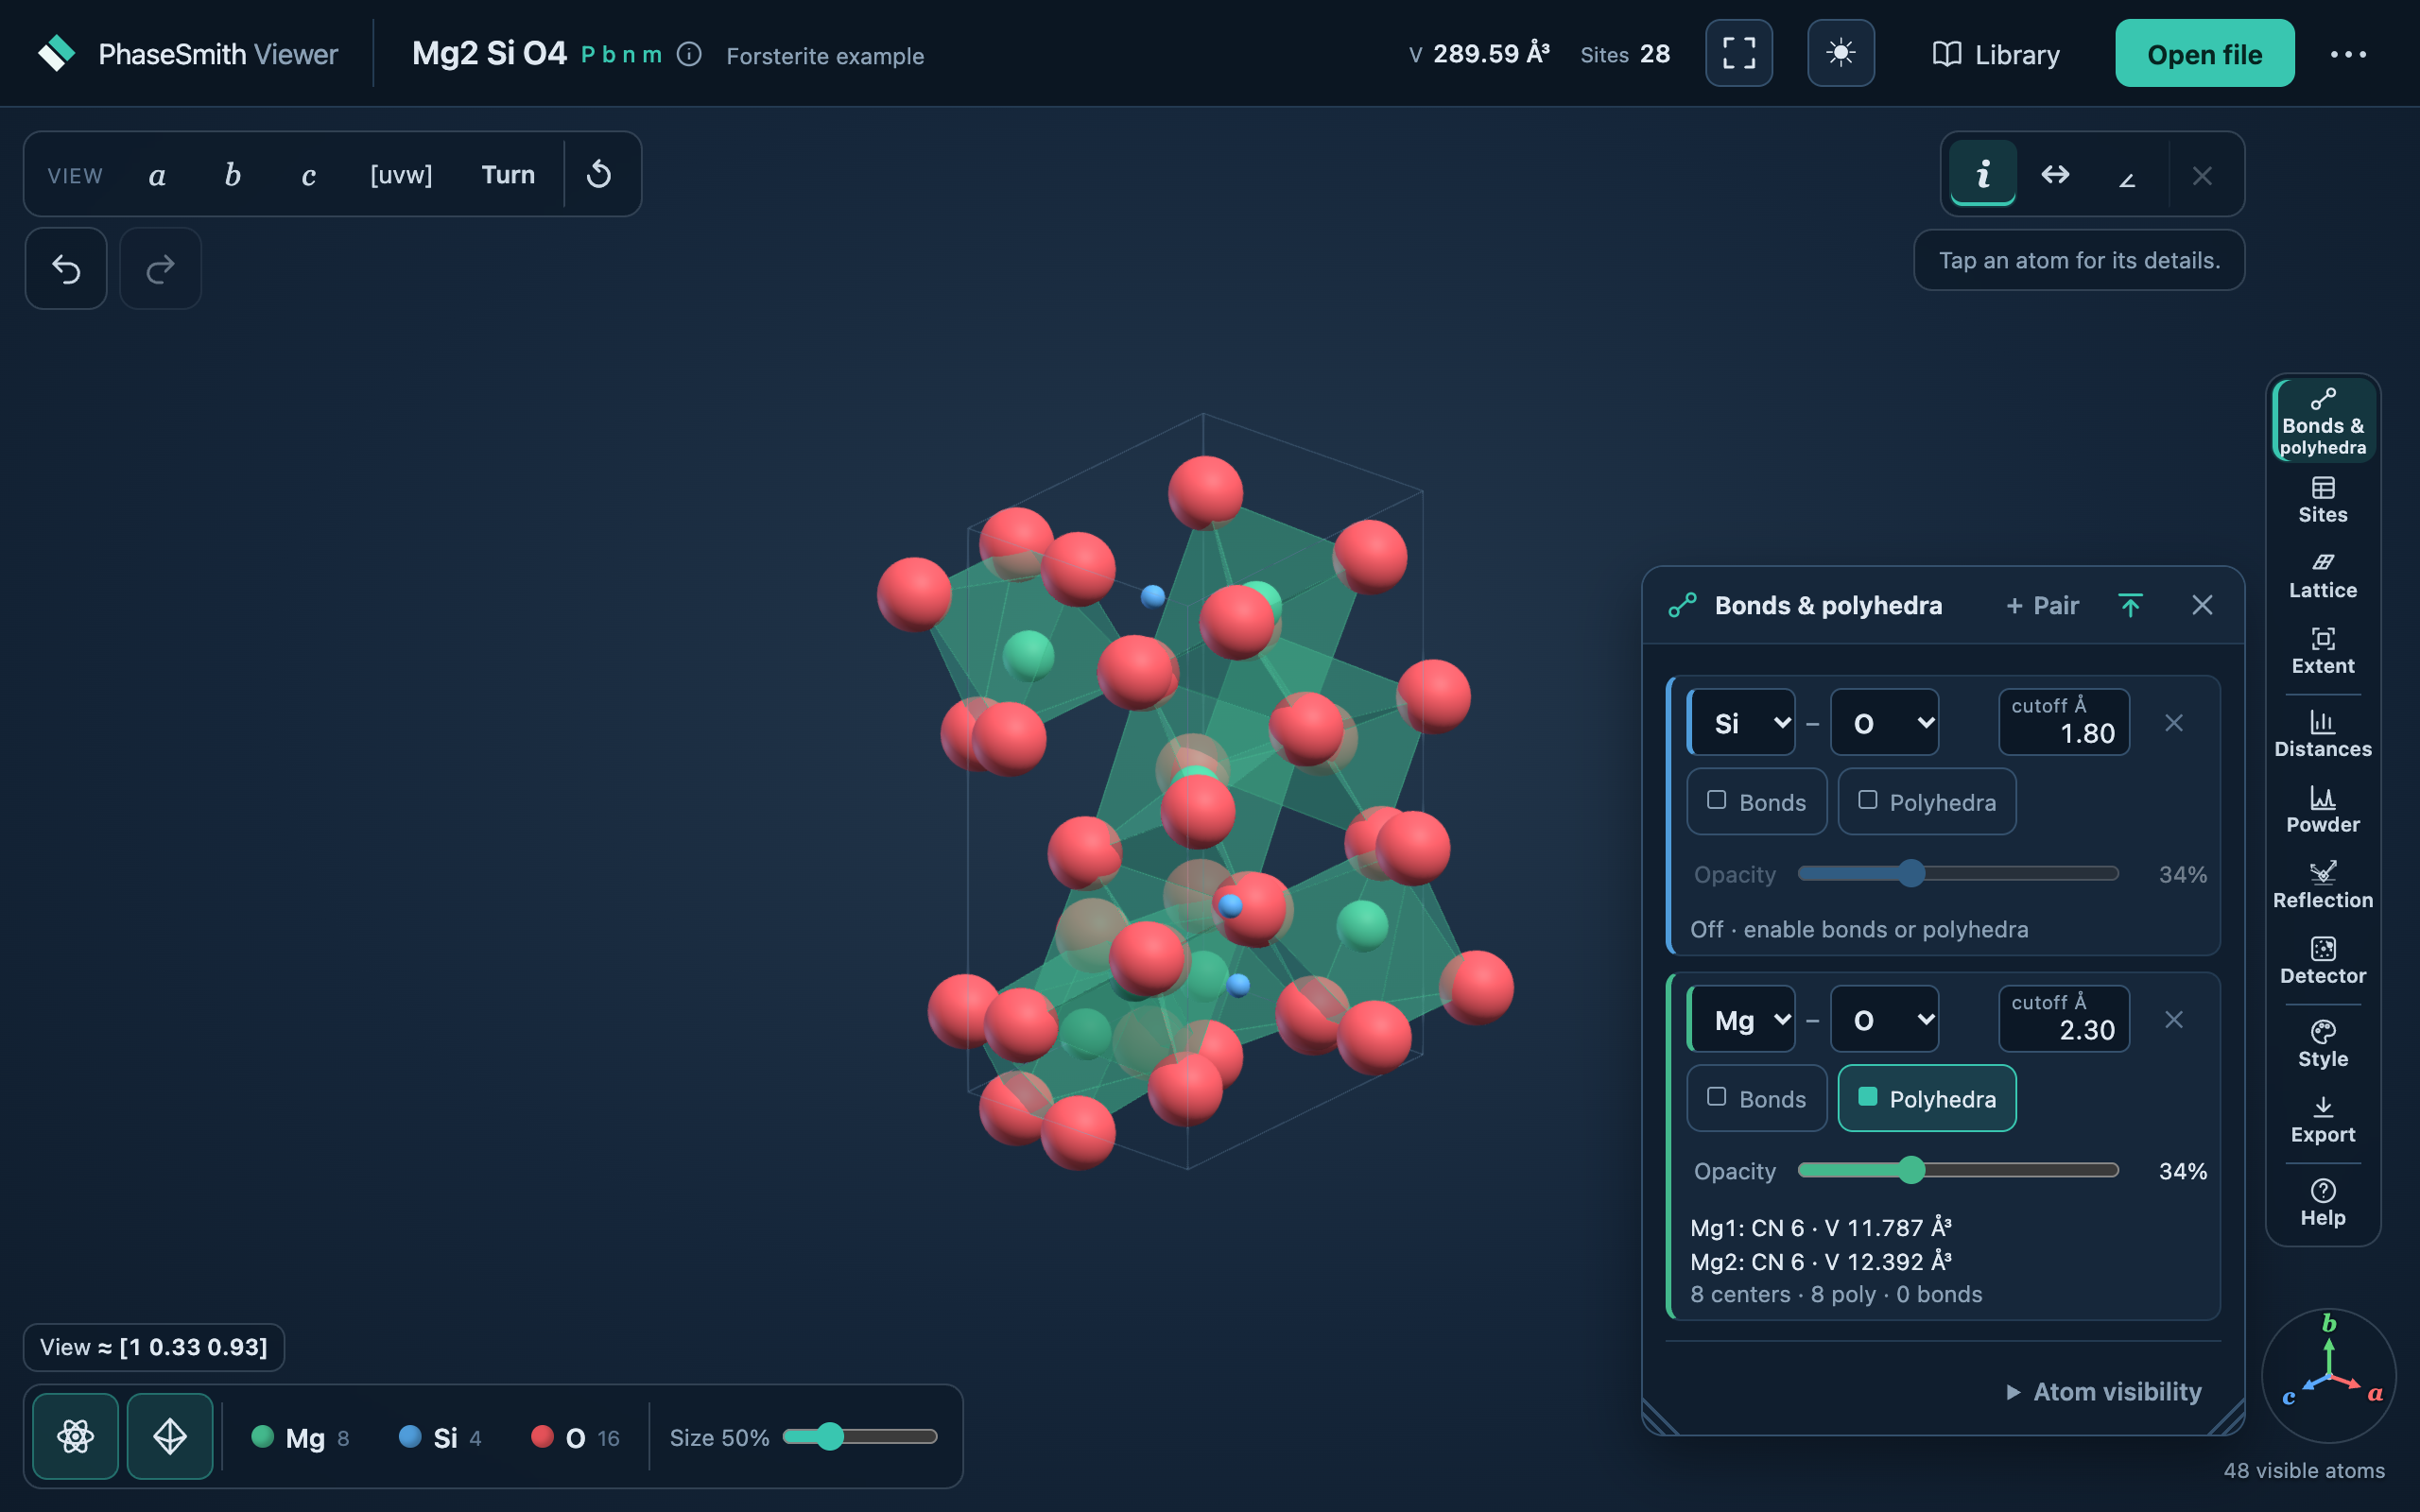 PhaseSmith Viewer
Mg2 Si O4 P b n m i Forsterite example
V 289.59 Å³ Sites 28
Library
Open file
VIEW a b c [uvw] Turn
i
Tap an atom for its details.
Bonds &
polyhedra
Sites
Lattice
Extent
Distances
Powder
Reflection
Detector
Style
Export
Help
Bonds & polyhedra + Pair
Si – O cutoff Å 1.80
Bonds Polyhedra
Opacity 34%
Off · enable bonds or polyhedra
Mg – O cutoff Å 2.30
Bonds Polyhedra
Opacity 34%
Mg1: CN 6 · V 11.787 Å³
Mg2: CN 6 · V 12.392 Å³
8 centers · 8 poly · 0 bonds
Atom visibility
View ≈ [1 0.33 0.93]
Mg 8 Si 4 O 16 Size 50%
b
c a
48 visible atoms